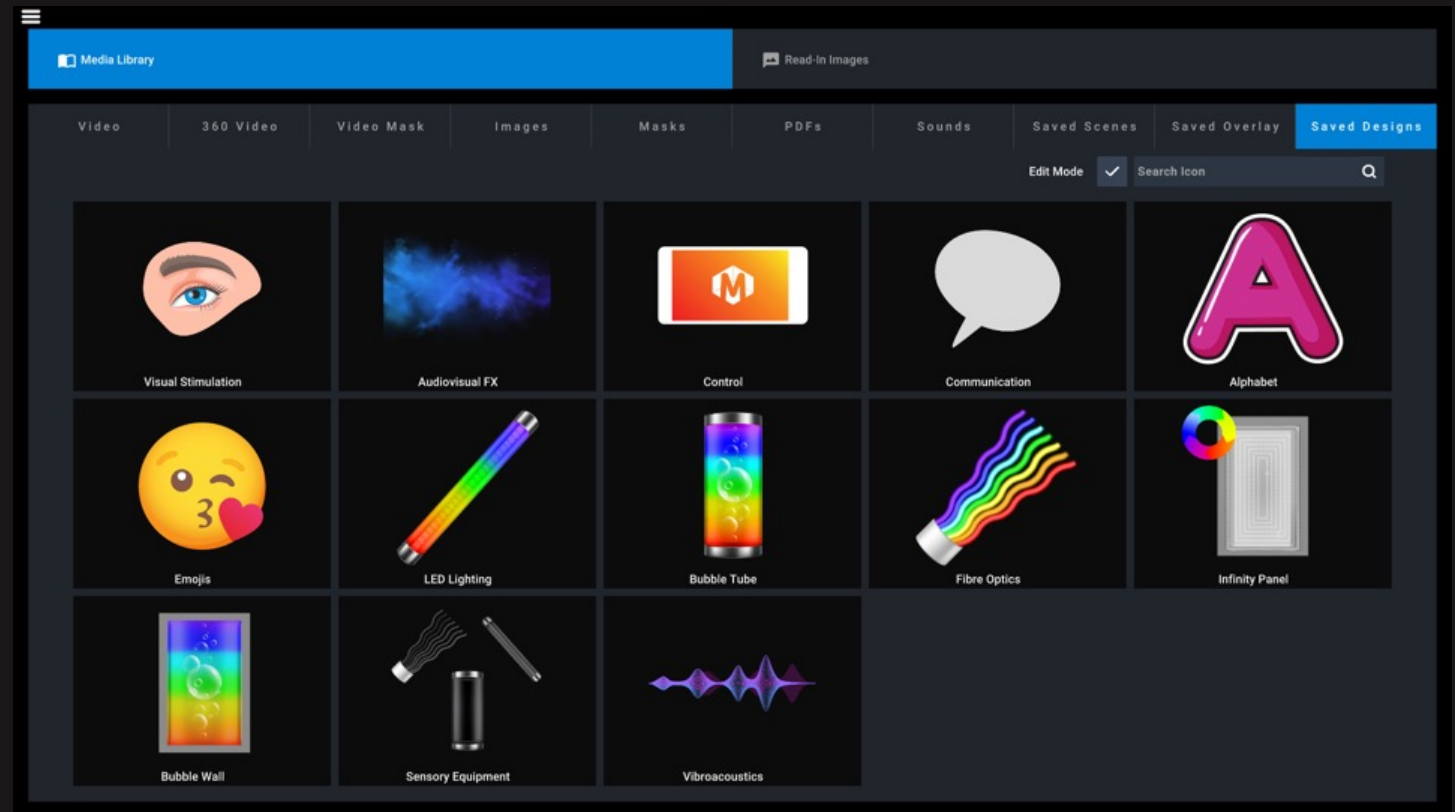 Media Library
Read-In Images
Video
360 Video
Video Mask
Images
Masks
PDFs
Sounds
Saved Scenes
Saved Overlay
Saved Designs
Edit Mode
Search Icon
M
A
Visual Stimulation
Audiovisual FX
Control
Communication
Alphabet
Emojis
LED Lighting
Bubble Tube
Fibre Optics
Infinity Panel
Bubble Wall
Sensory Equipment
Vibroacoustics